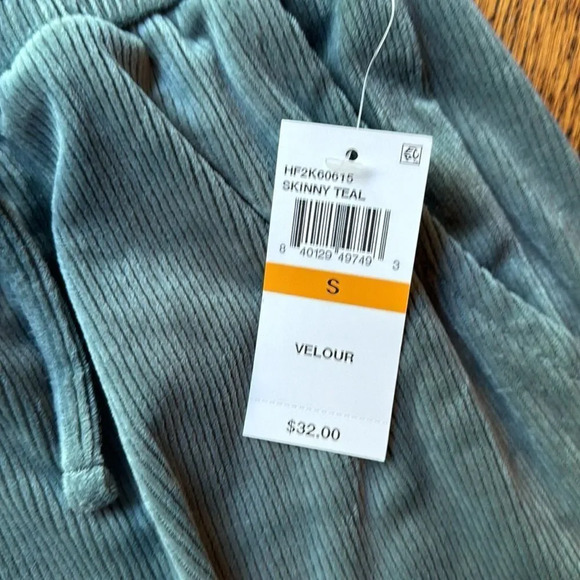 HF2K60615
SKINNY TEAL
8 40129 49749 3
S
VELOUR
$32.00